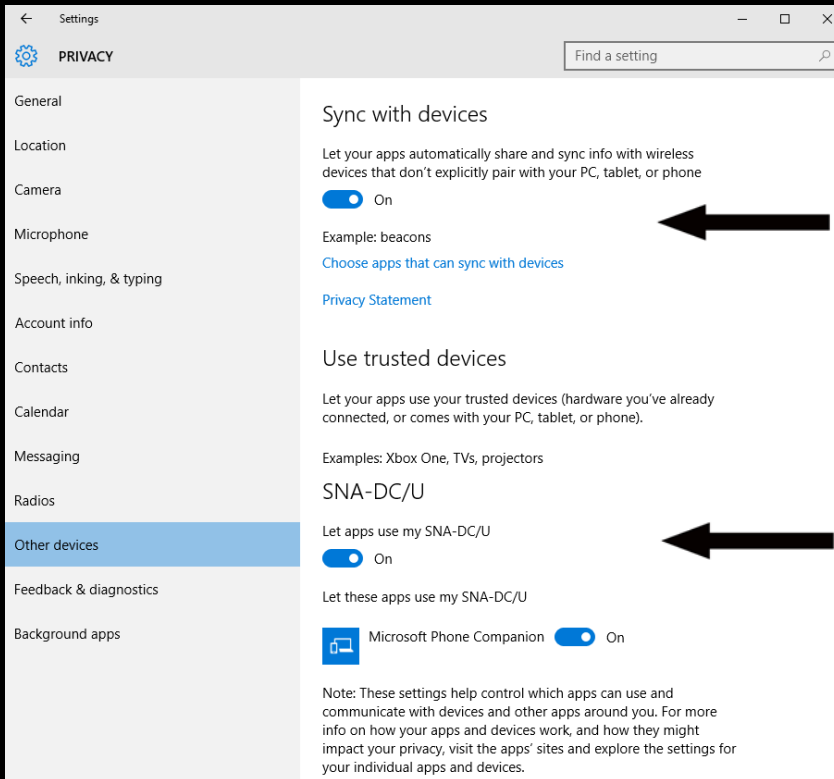 Settings
PRIVACY
Find a setting
General
Location
Camera
Microphone
Speech, inking, & typing
Account info
Contacts
Calendar
Messaging
Radios
Other devices
Feedback & diagnostics
Background apps
Sync with devices
Let your apps automatically share and sync info with wireless
devices that don't explicitly pair with your PC, tablet, or phone
On
Example: beacons
Choose apps that can sync with devices
Privacy Statement
Use trusted devices
Let your apps use your trusted devices (hardware you've already
connected, or comes with your PC, tablet, or phone).
Examples: Xbox One, TVs, projectors
SNA-DC/U
Let apps use my SNA-DC/U
On
Let these apps use my SNA-DC/U
Microsoft Phone Companion On
Note: These settings help control which apps can use and
communicate with devices and other apps around you. For more
info on how your apps and devices work, and how they might
impact your privacy, visit the apps' sites and explore the settings for
your individual apps and devices.